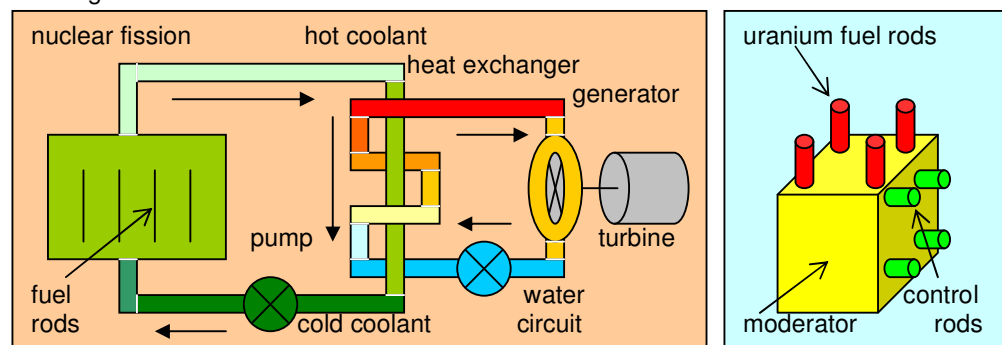 nuclear fission
hot coolant
heat exchanger
generator
pump
turbine
fuel
rods
cold coolant
water
circuit
uranium fuel rods
control
rods
moderator